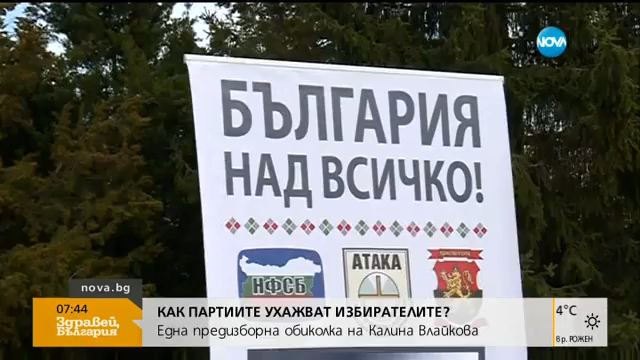 NOVA
БЪЛГАРИЯ
НАД ВСИЧКО!
НФСБ
АТАКА
nova.bg
07:44
Здравей,
България
КАК ПАРТИИТЕ УХАЖВАТ ИЗБИРАТЕЛИТЕ?
Една предизборна обиколка на Калина Влайкова
4°C
вр. РОЖЕН